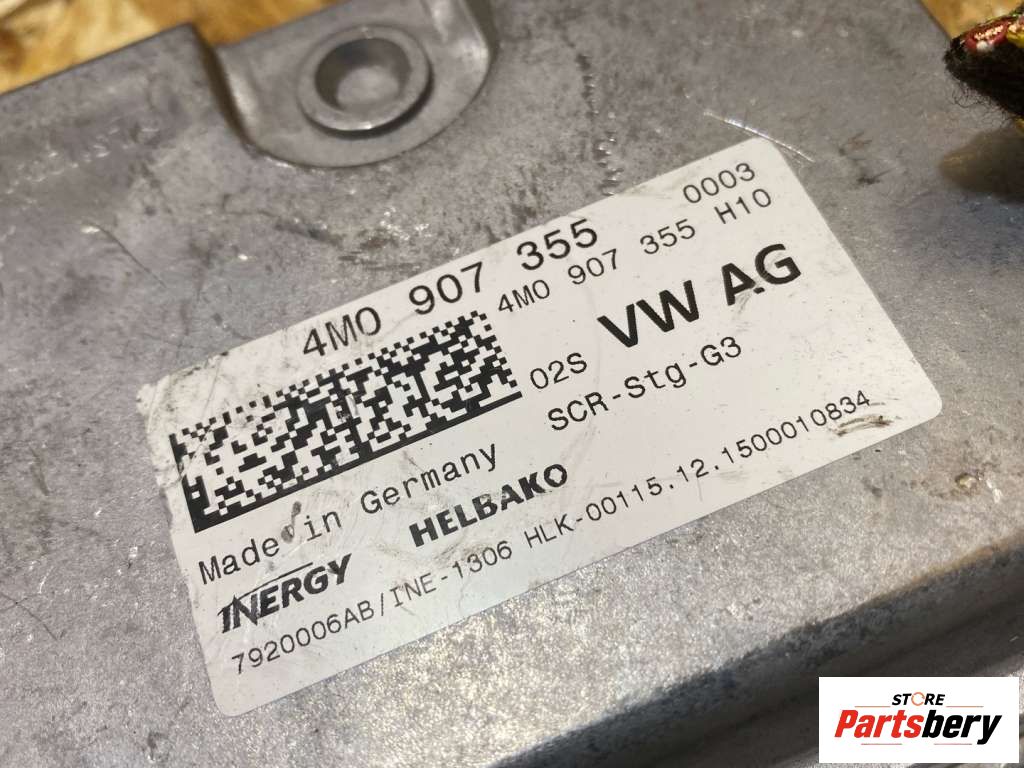 0003
4M0 907 355
4M0 907 355 H10
02S VW AG
SCR-Stg-G3
Made in Germany
INERGY HELBAKO
7920006AB/INE-1306 HLK-00115.12.1500010834
STORE
Partsbery